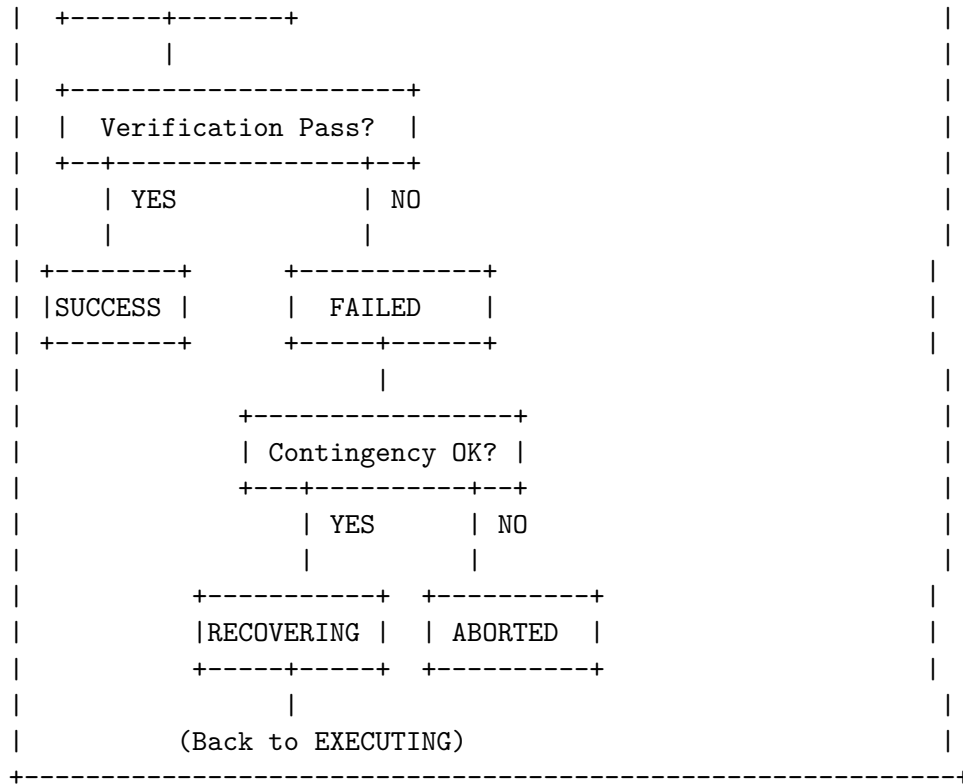 |  +------+-------+                                           |
|         |                                                   |
|  +----------------------+                                   |
|  |  Verification Pass?  |                                   |
|  +--+----------------+--+                                   |
|     | YES            | NO                                   |
|     |                |                                      |
| +--------+      +------------+                             |
| |SUCCESS |      |   FAILED   |                             |
| +--------+      +-----+------+                             |
|                       |                                     |
|              +-----------------+                            |
|              | Contingency OK? |                            |
|              +---+----------+--+                            |
|                  | YES      | NO                            |
|                  |          |                              |
|           +-----------+  +----------+                      |
|           |RECOVERING |  | ABORTED  |                      |
|           +-----+-----+  +----------+                      |
|                 |                                           |
|          (Back to EXECUTING)                                |
+-------------------------------------------------------------+